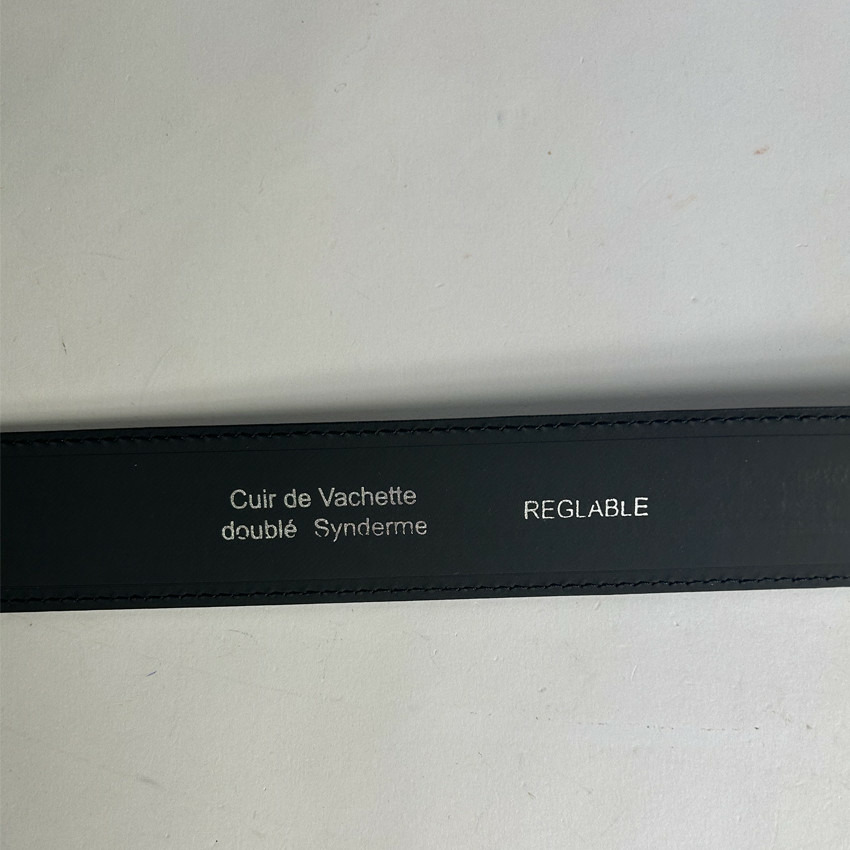 Cuir de Vachette
doublé Synderme
REGLABLE